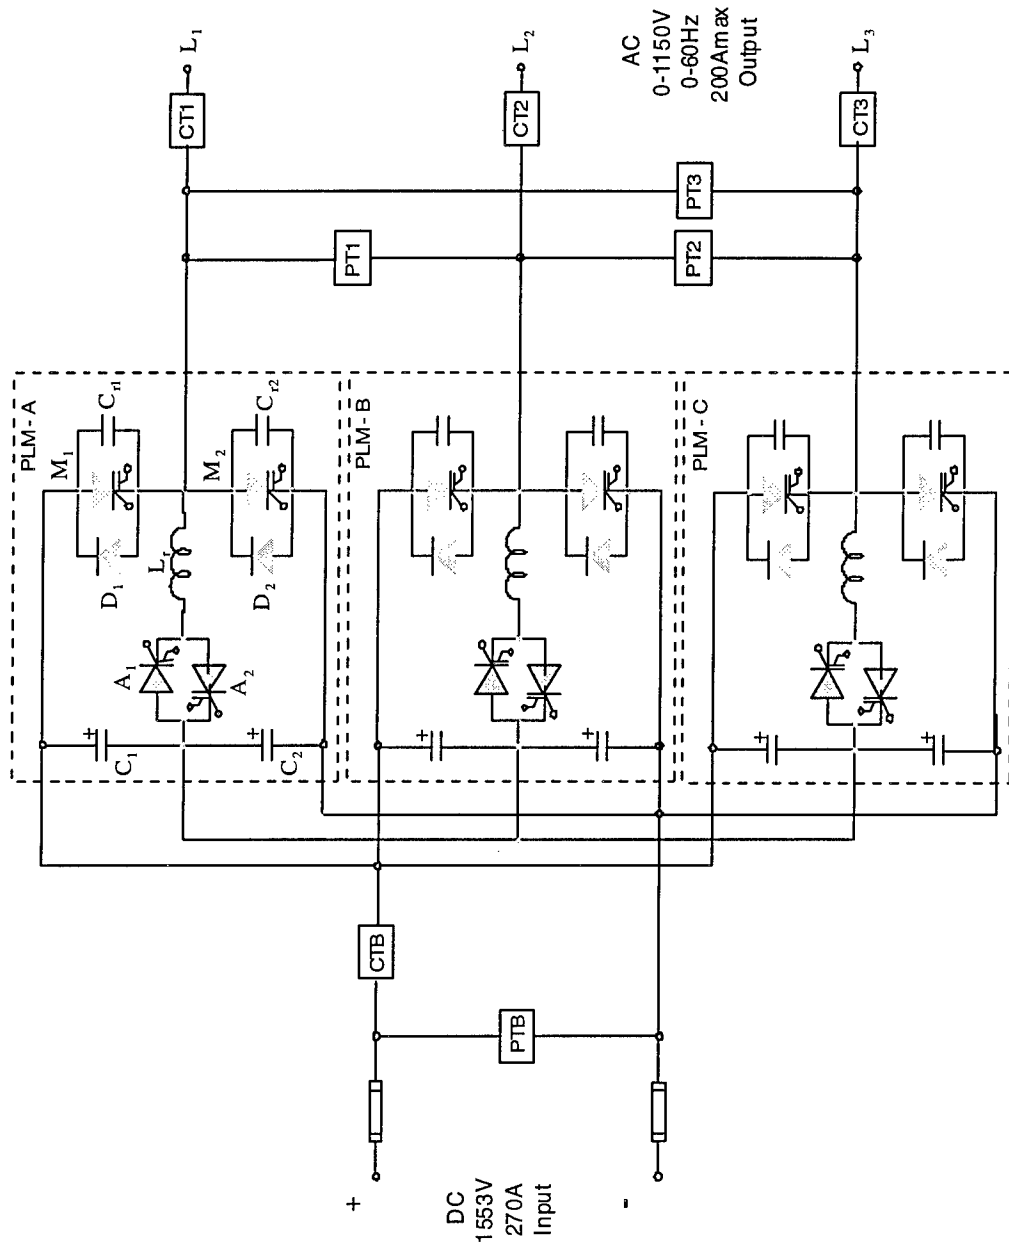 DC
1553V
270A
Input
+
-
PTB
CTB
PLM-A
C₁
+
C₂
+
A₁
A₂
D₁
Lᵣ
D₂
M₁
M₂
Cᵣ₁
Cᵣ₂
PLM-B
+
+
PLM-C
+
+
PT1
PT2
PT3
CT1
CT2
CT3
L₁
L₂
L₃
AC
0-1150V
0-60Hz
200Amax
Output